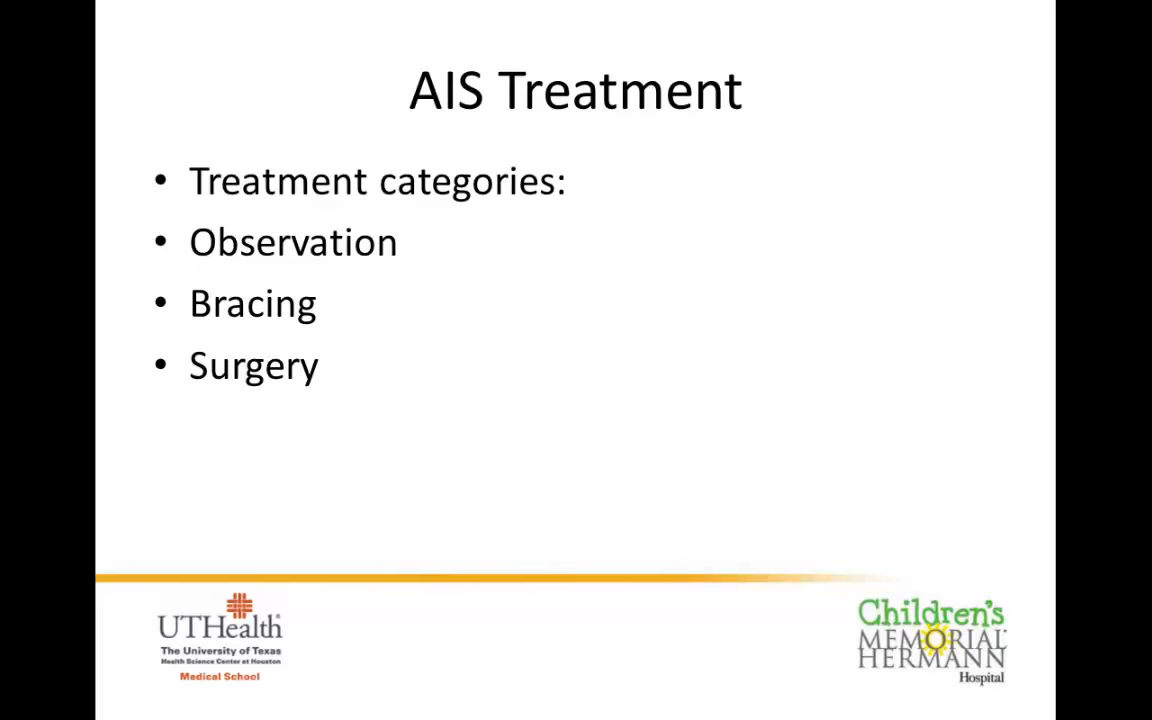 AIS Treatment
• Treatment categories:
• Observation
• Bracing
• Surgery
UTHealth
The University of Texas
Health Science Center at Houston
Medical School
Children's
MEMORIAL
HERMANN
Hospital